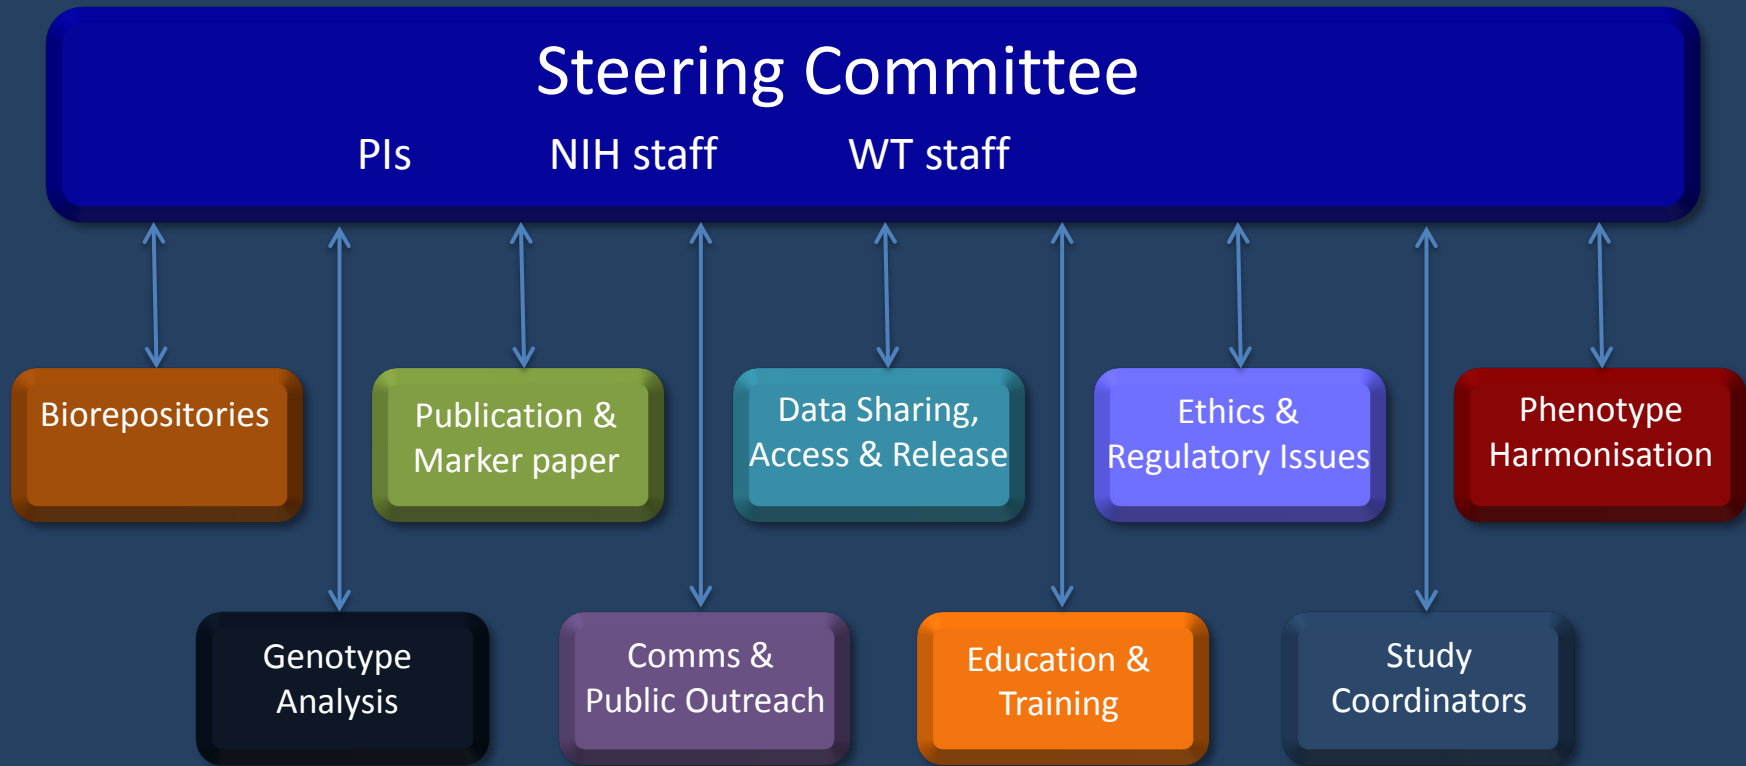 Steering Committee
PIs NIH staff WT staff
Biorepositories
Publication &
Marker paper
Data Sharing,
Access & Release
Ethics &
Regulatory Issues
Phenotype
Harmonisation
Genotype
Analysis
Comms &
Public Outreach
Education &
Training
Study
Coordinators